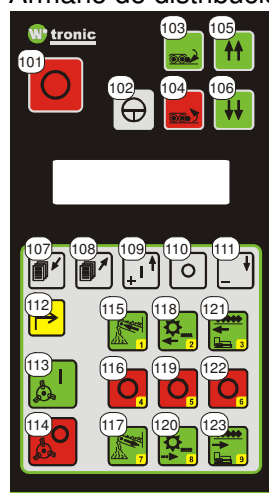 Armario de distribució
W tronic
103 105
101
102 104 106
107 108 109 110 111
+ I
O
_
112 115 118 121
1 2 3
113 I 116 119 122
4 5 6
114 117 120 123
7 8 9